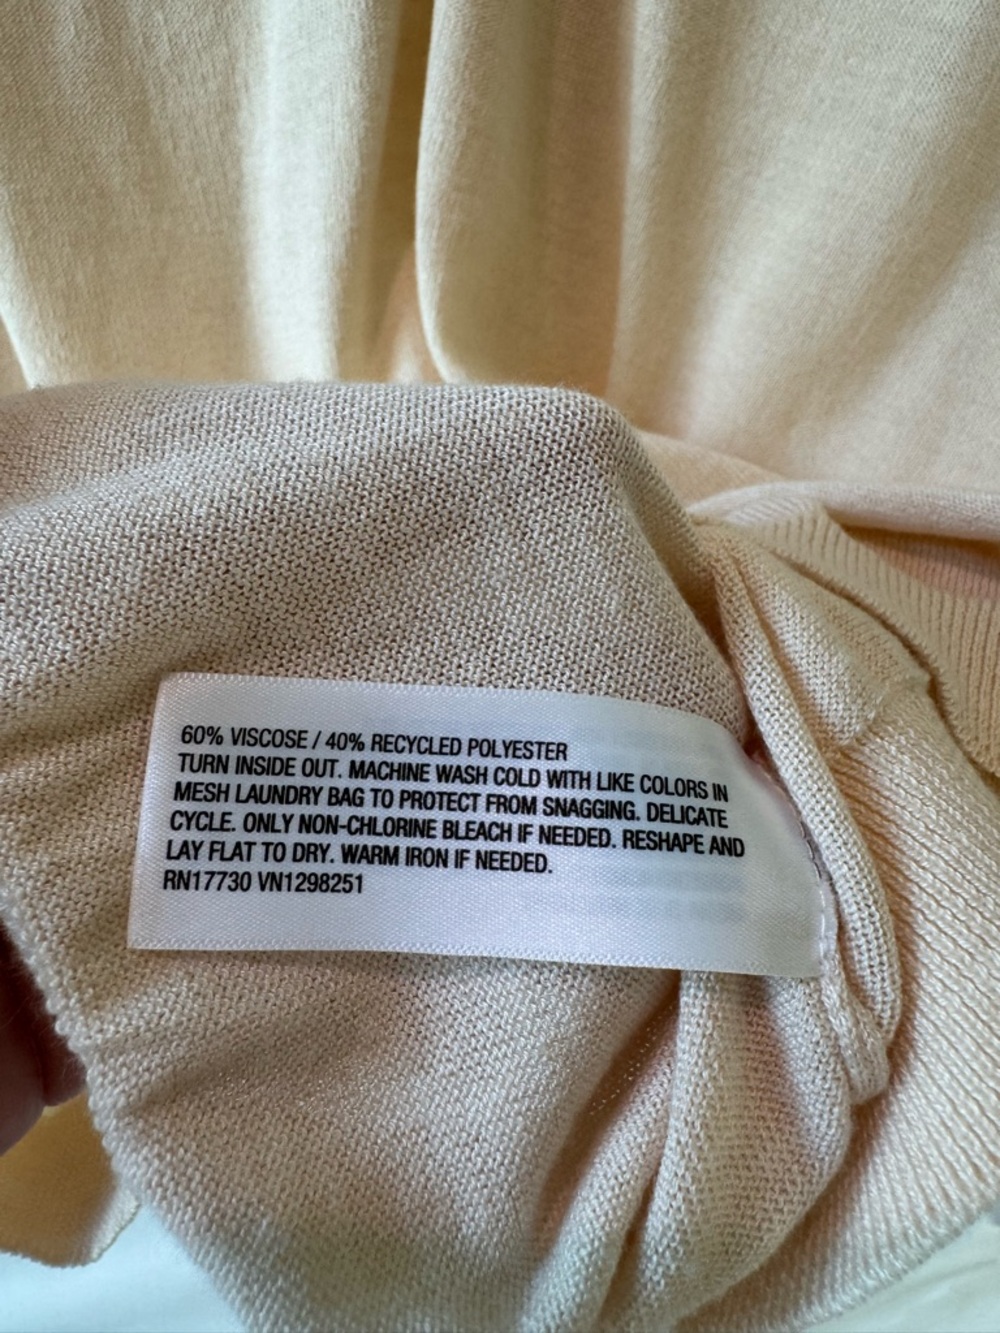 60% VISCOSE / 40% RECYCLED POLYESTER
TURN INSIDE OUT. MACHINE WASH COLD WITH LIKE COLORS IN
MESH LAUNDRY BAG TO PROTECT FROM SNAGGING. DELICATE
CYCLE. ONLY NON-CHLORINE BLEACH IF NEEDED. RESHAPE AND
LAY FLAT TO DRY. WARM IRON IF NEEDED.
RN17730 VN1298251